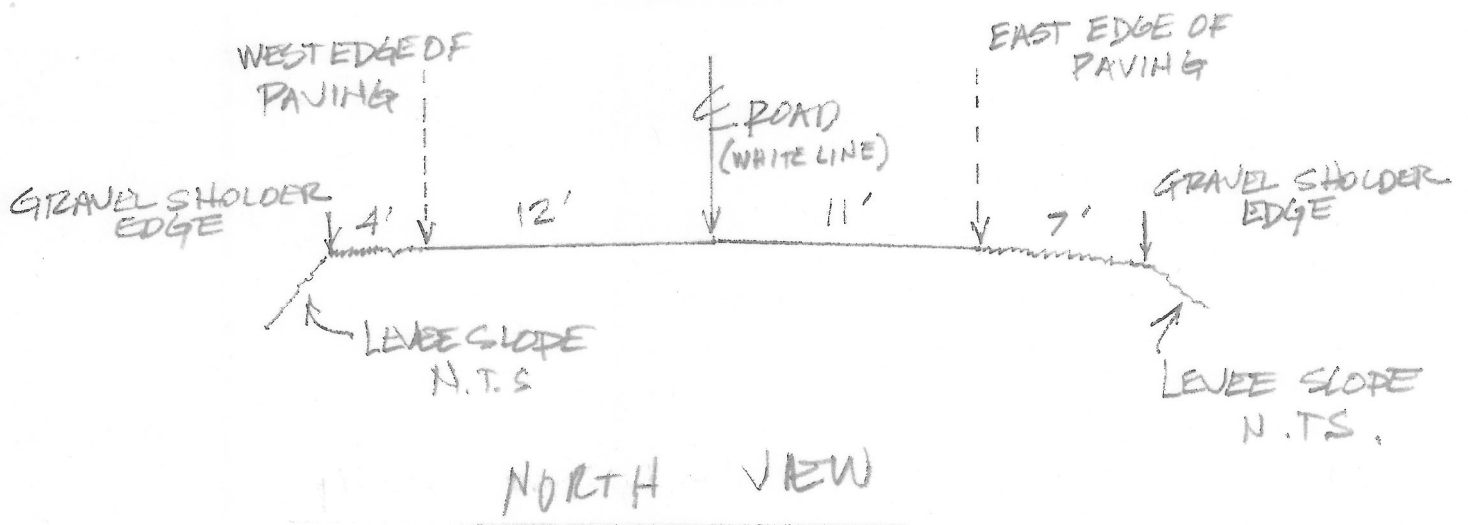 WEST EDGE OF
PAVING
EAST EDGE OF
PAVING
℄ ROAD
(WHITE LINE)
GRAVEL SHOLDER
EDGE
4'
12'
11'
7'
GRAVEL SHOLDER
EDGE
LEVEE SLOPE
N.T.S
LEVEE SLOPE
N.TS.
NORTH VIEW